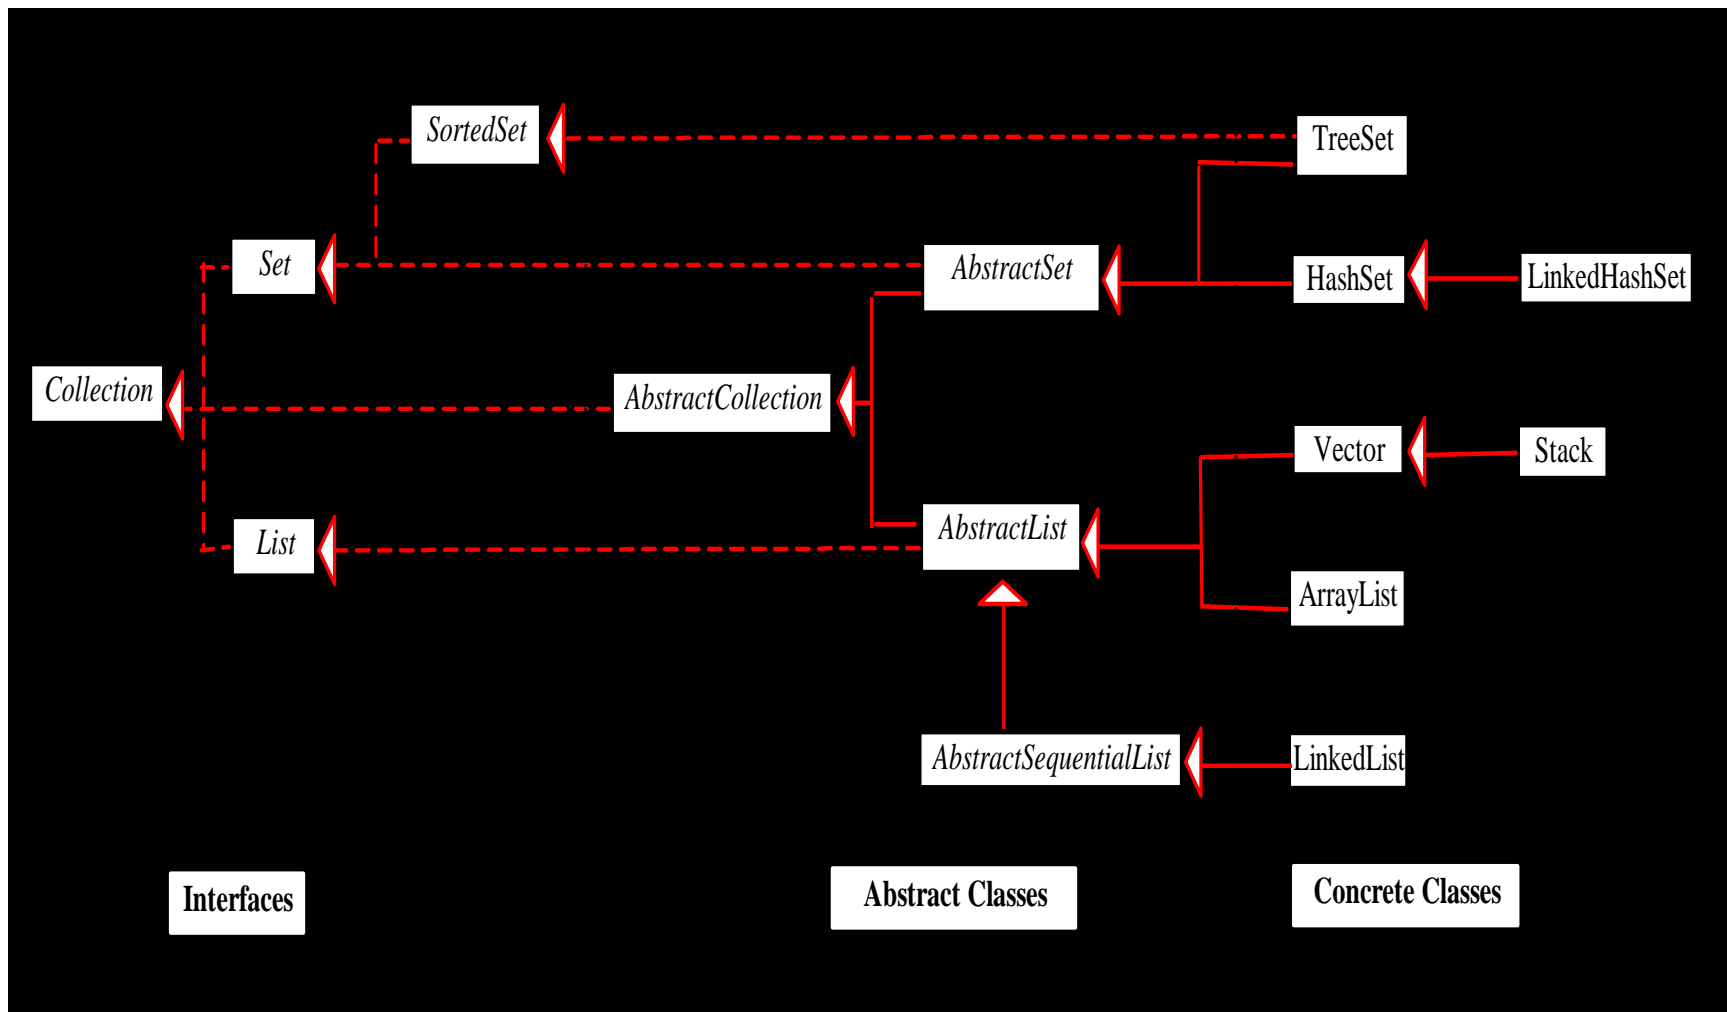 SortedSet
TreeSet
Set
AbstractSet
HashSet
LinkedHashSet
Collection
AbstractCollection
Vector
Stack
List
AbstractList
ArrayList
AbstractSequentialList
LinkedList
Interfaces
Abstract Classes
Concrete Classes